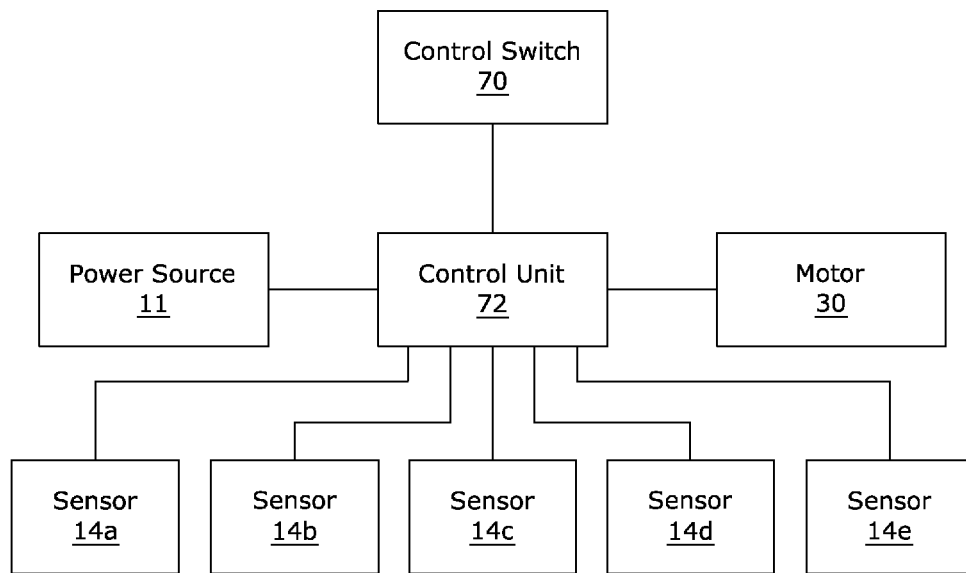 Control Switch
70
Power Source
11
Control Unit
72
Motor
30
Sensor
14a
Sensor
14b
Sensor
14c
Sensor
14d
Sensor
14e